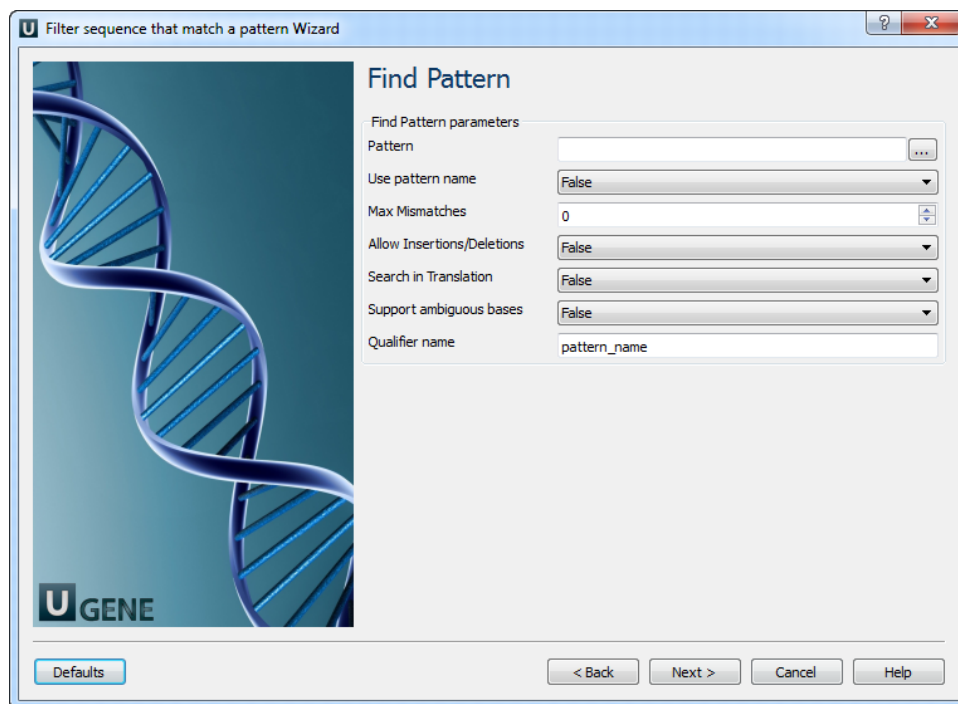 U Filter sequence that match a pattern Wizard
?
x
Find Pattern
Find Pattern parameters
Pattern
...
Use pattern name
False
Max Mismatches
0
Allow Insertions/Deletions
False
Search in Translation
False
Support ambiguous bases
False
Qualifier name
pattern_name
U GENE
Defaults
< Back
Next >
Cancel
Help